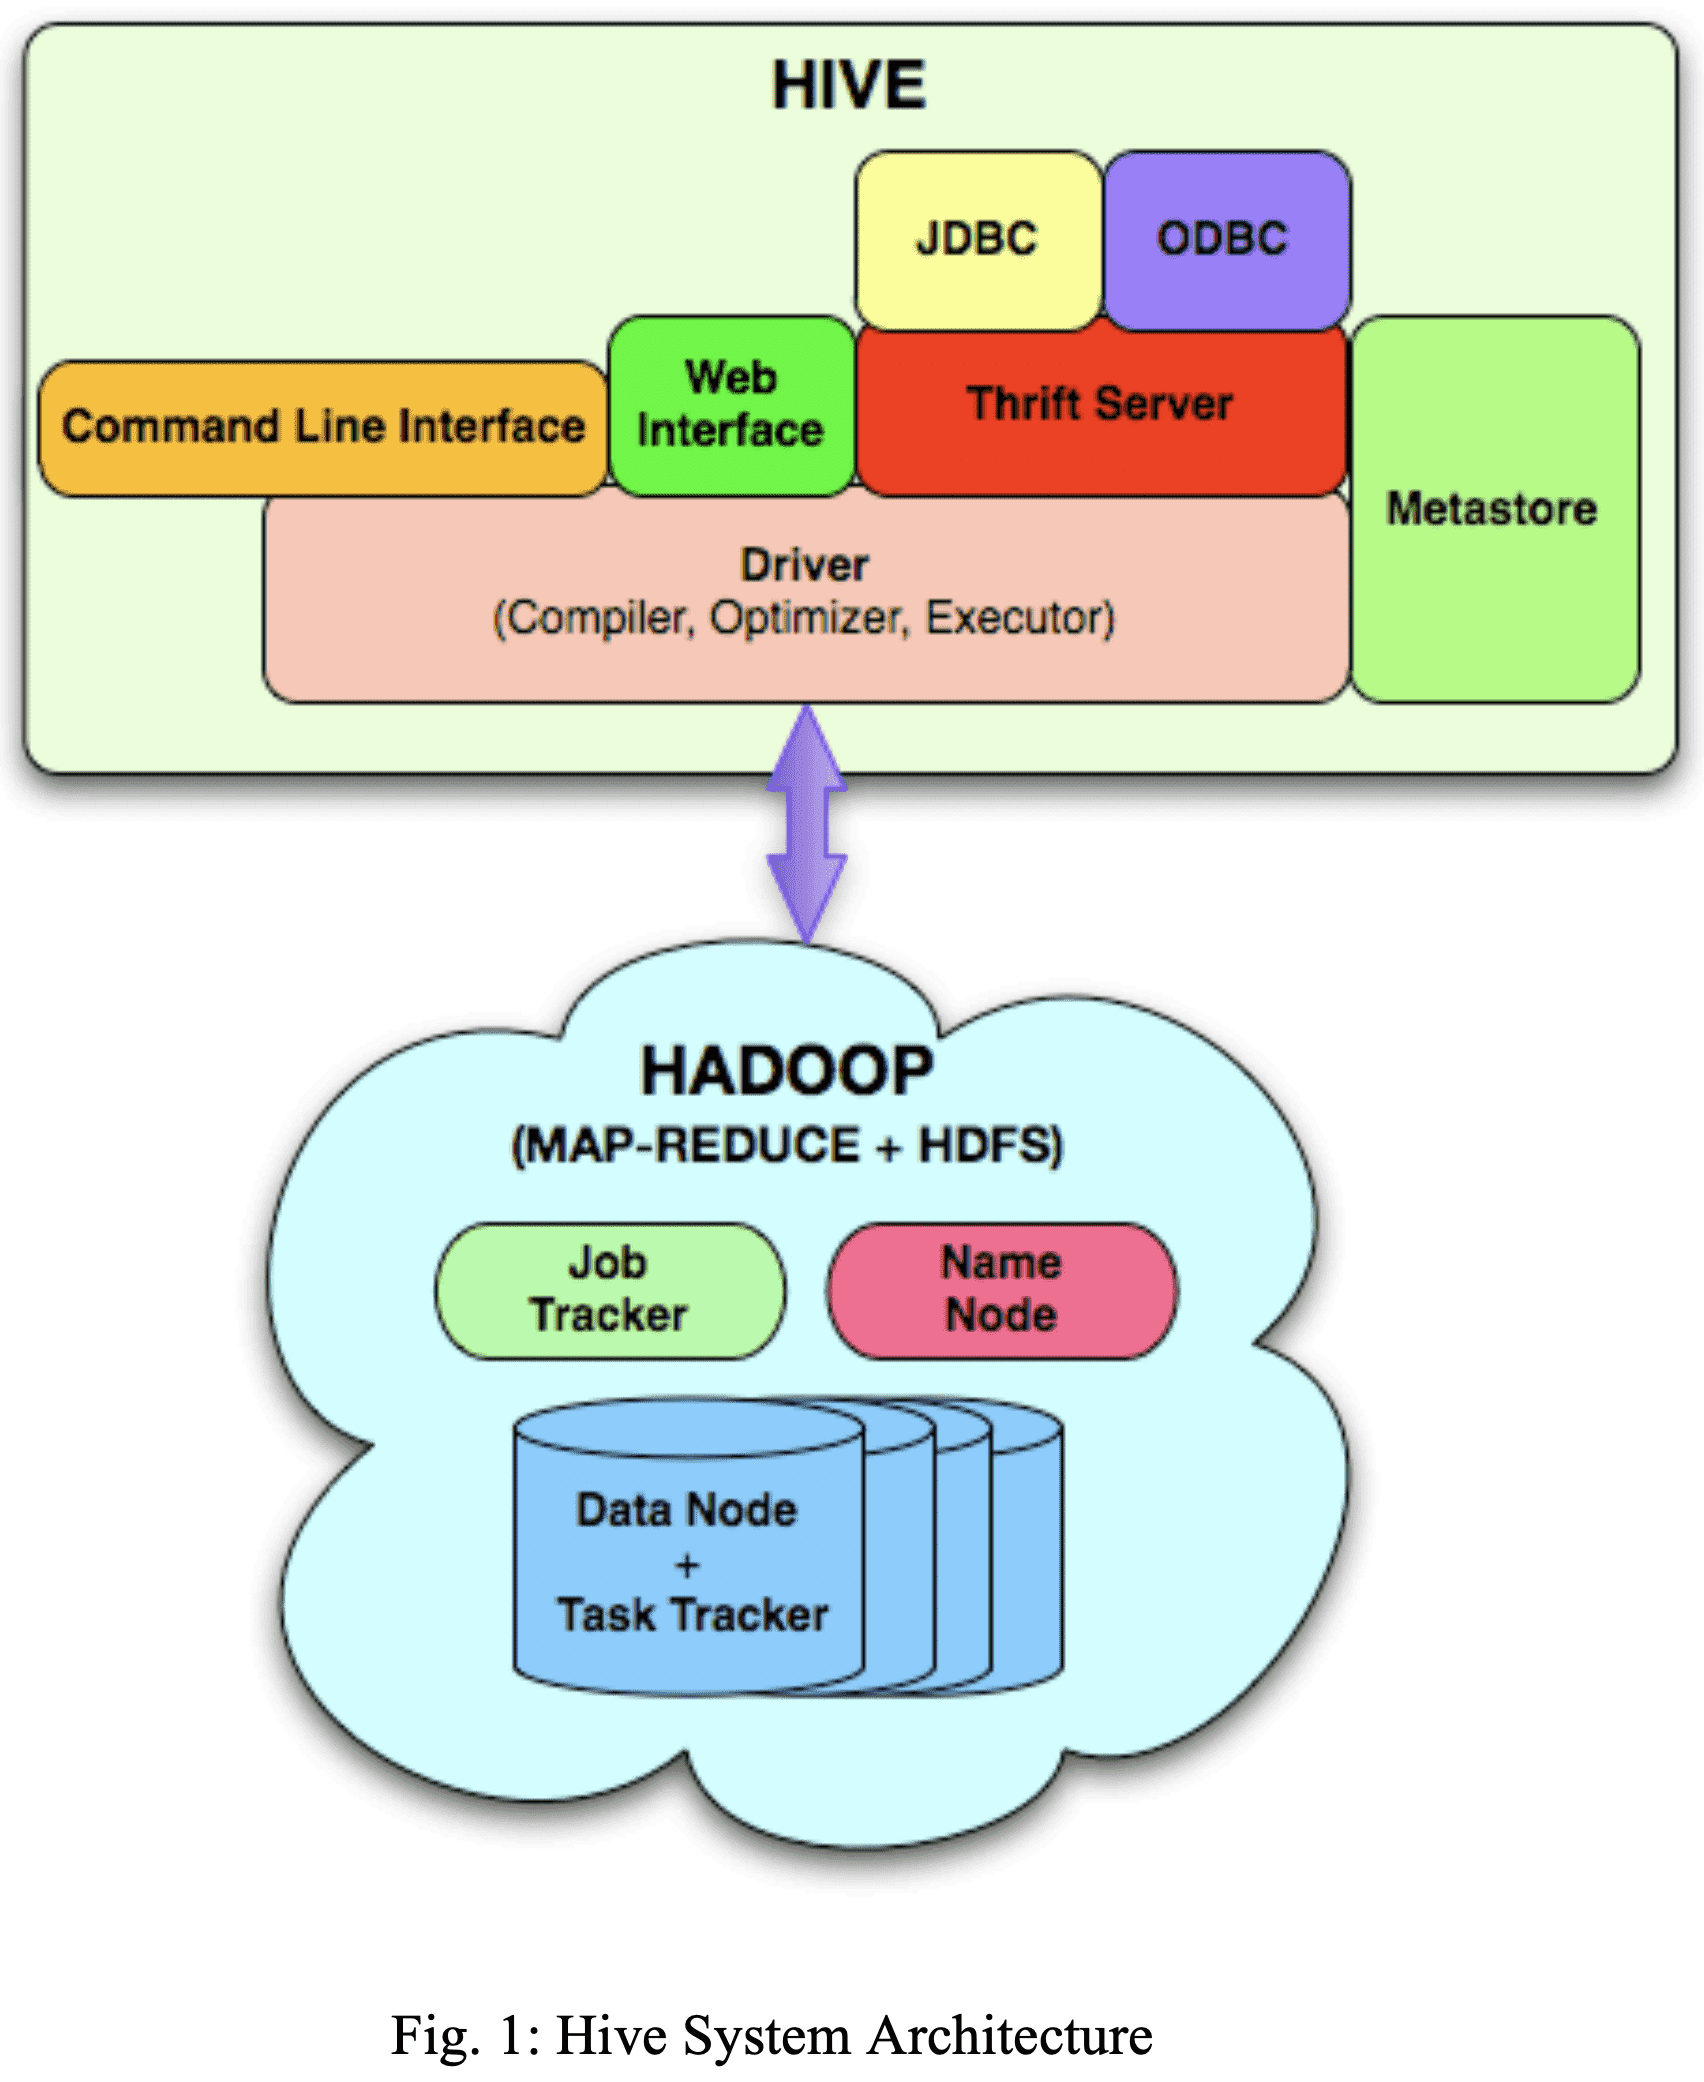 HIVE
JDBC
ODBC
Command Line Interface
Web
Interface
Thrift Server
Metastore
Driver
(Compiler, Optimizer, Executor)
HADOOP
(MAP-REDUCE + HDFS)
Job
Tracker
Name
Node
Data Node
+
Task Tracker
Fig. 1: Hive System Architecture